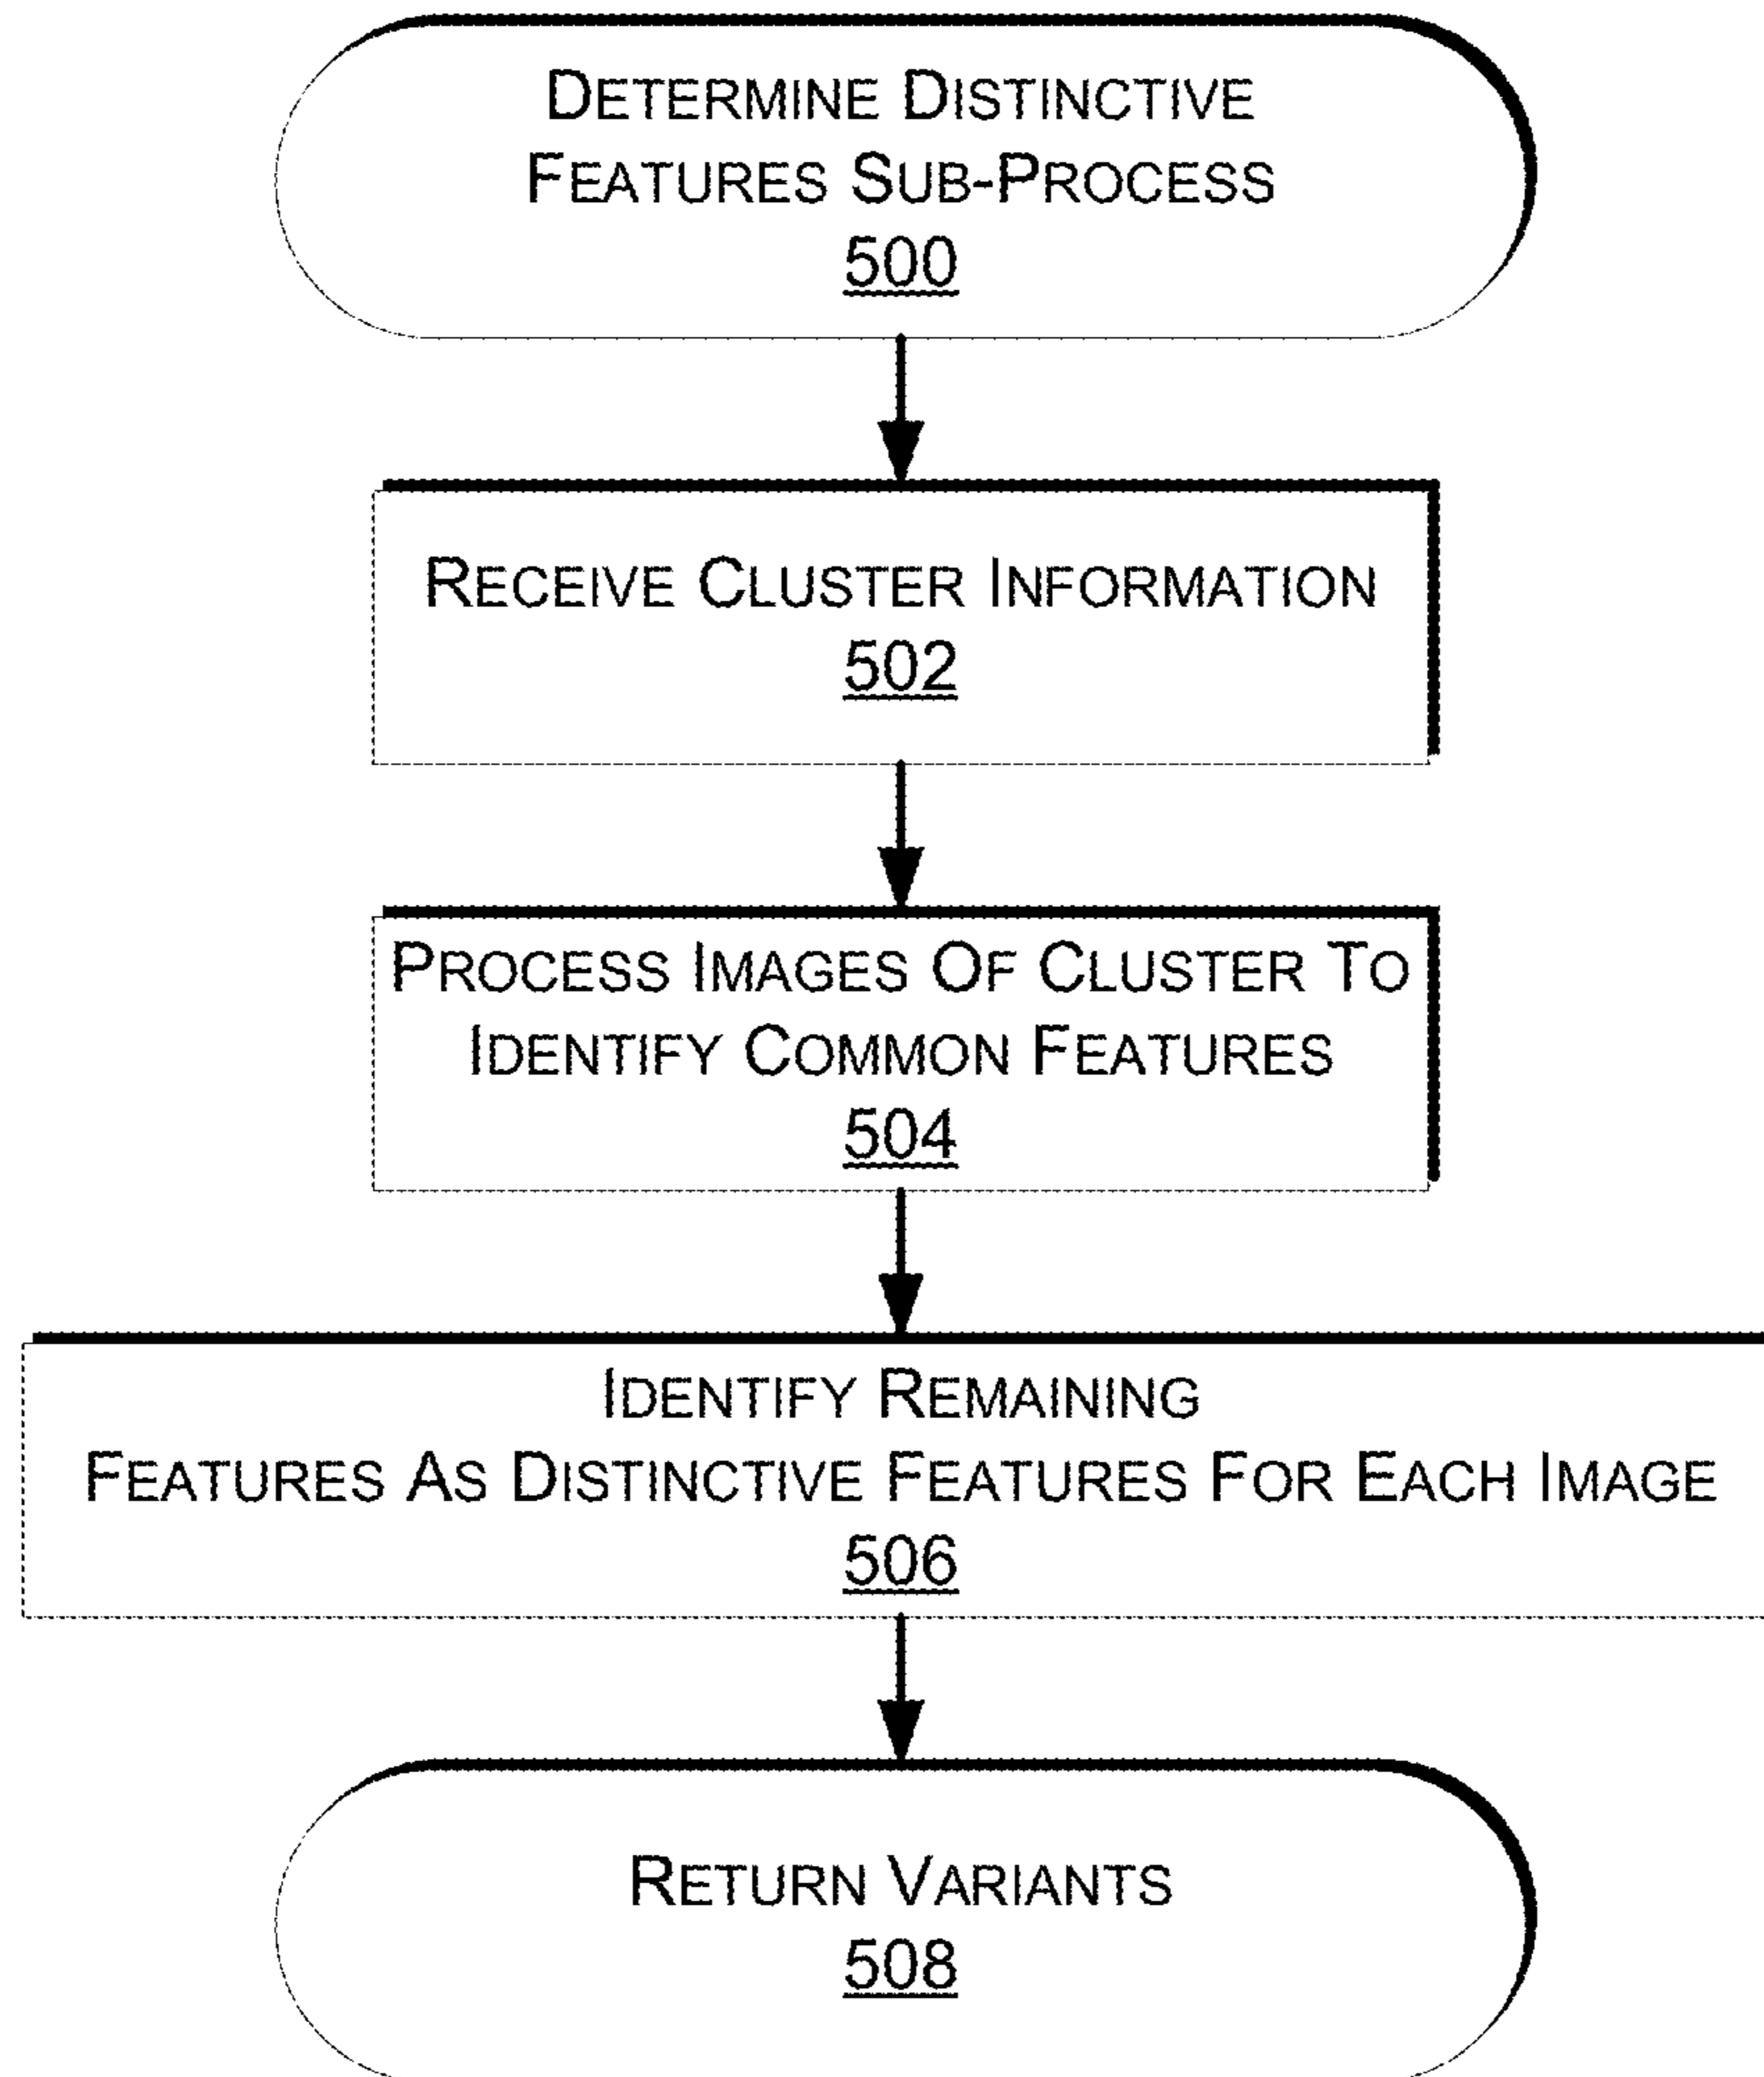 DETERMINE DISTINCTIVE
FEATURES SUB-PROCESS
500
RECEIVE CLUSTER INFORMATION
502
PROCESS IMAGES OF CLUSTER TO
IDENTIFY COMMON FEATURES
504
IDENTIFY REMAINING
FEATURES AS DISTINCTIVE FEATURES FOR EACH IMAGE
506
RETURN VARIANTS
508